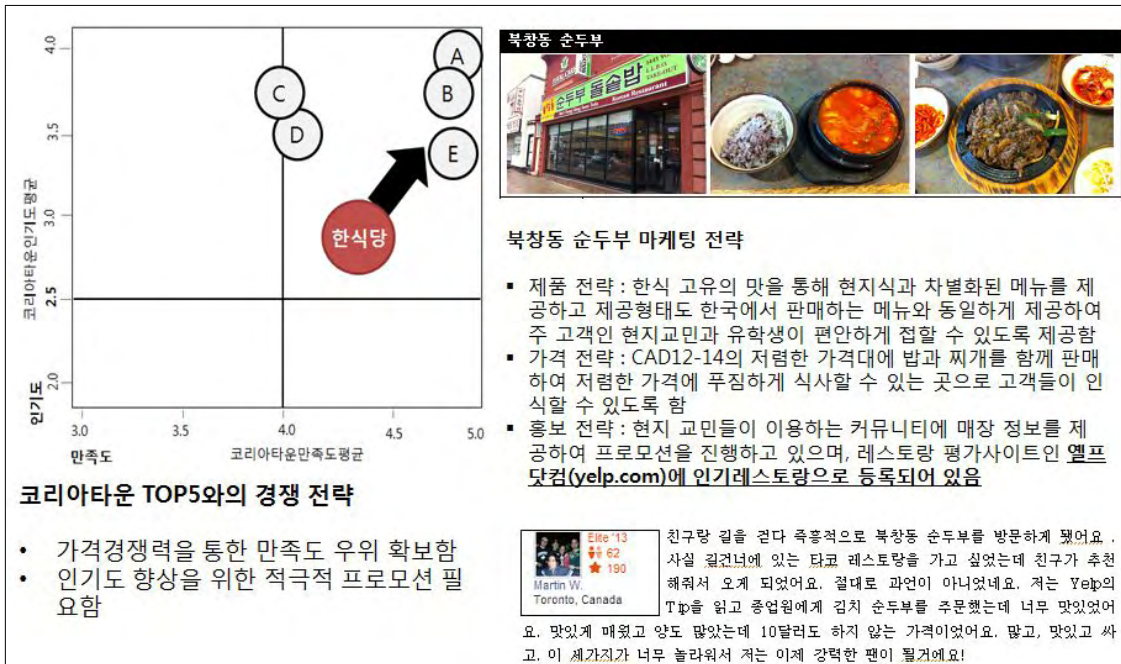 4.0
3.5
3.0
2.5
2.0
코리아타운인기도평균
인기도
A
B
C
D
E
한식당
3.0
3.5
4.0
4.5
5.0
만족도
코리아타운만족도평균
코리아타운 TOP5와의 경쟁 전략
• 가격경쟁력을 통한 만족도 우위 확보함
• 인기도 향상을 위한 적극적 프로모션 필
요함
북창동 순두부
순두부 돌솥밥
Korean Restaurant
TAKE-OUT
북창동 순두부 마케팅 전략
▪ 제품 전략 : 한식 고유의 맛을 통해 현지식과 차별화된 메뉴를 제
공하고 제공형태도 한국에서 판매하는 메뉴와 동일하게 제공하여
주 고객인 현지교민과 유학생이 편안하게 접할 수 있도록 제공함
▪ 가격 전략 : CAD12-14의 저렴한 가격대에 밥과 찌개를 함께 판매
하여 저렴한 가격에 푸짐하게 식사할 수 있는 곳으로 고객들이 인
식할 수 있도록 함
▪ 홍보 전략 : 현지 교민들이 이용하는 커뮤니티에 매장 정보를 제
공하여 프로모션을 진행하고 있으며, 레스토랑 평가사이트인 옐프
닷컴(yelp.com)에 인기레스토랑으로 등록되어 있음
Elite '13
62
190
Martin W.
Toronto, Canada
친구랑 길을 걷다 즉흥적으로 북창동 순두부를 방문하게 됐어요 .
사실 길건너에 있는 타코 레스토랑을 가고 싶었는데 친구가 추천
해줘서 오게 되었어요. 절대로 과언이 아니었네요. 저는 Yelp의
Tip을 읽고 종업원에게 김치 순두부를 주문했는데 너무 맛있었어
요. 맛있게 매웠고 양도 많았는데 10달러도 하지 않는 가격이었어요. 많고, 맛있고 싸
고. 이 세가지가 너무 놀라워서 저는 이제 강력한 팬이 될거에요!